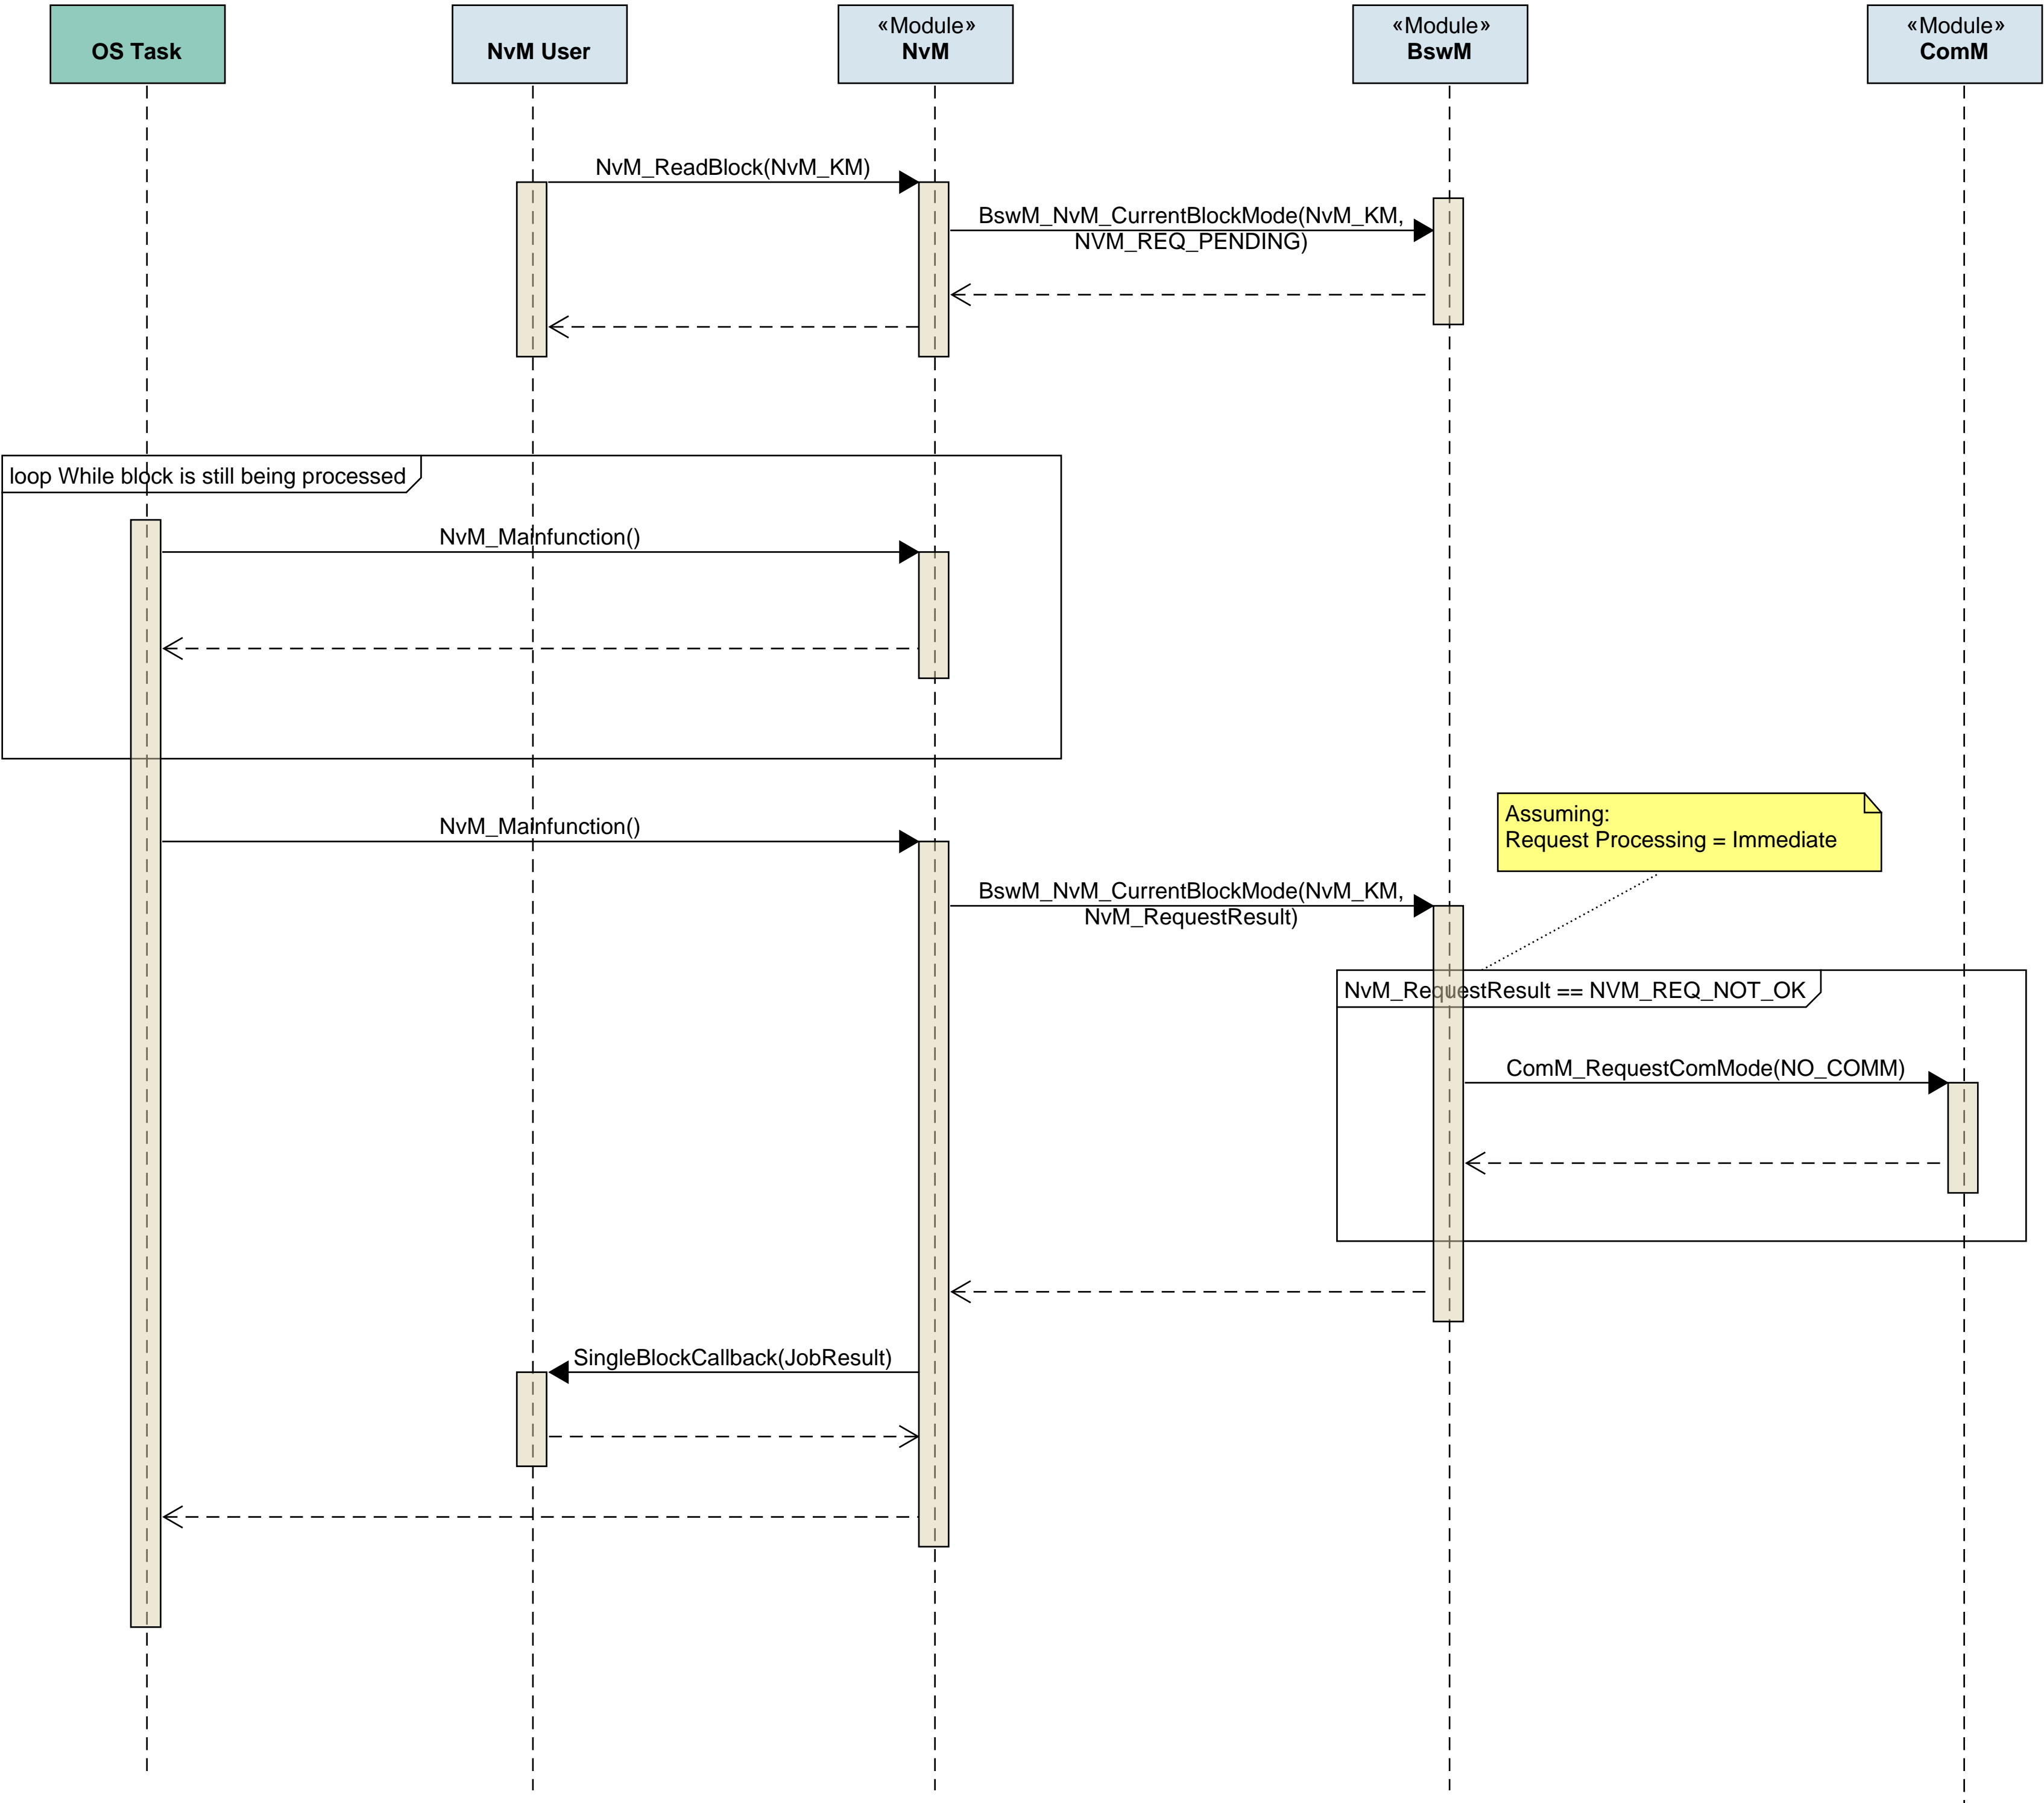 OS Task
NvM User
«Module»
NvM
«Module»
BswM
«Module»
ComM
NvM_ReadBlock(NvM_KM)
BswM_NvM_CurrentBlockMode(NvM_KM,
NVM_REQ_PENDING)
loop While block is still being processed
NvM_Mainfunction()
NvM_Mainfunction()
Assuming:
Request Processing = Immediate
BswM_NvM_CurrentBlockMode(NvM_KM,
NvM_RequestResult)
NvM_RequestResult == NVM_REQ_NOT_OK
ComM_RequestComMode(NO_COMM)
SingleBlockCallback(JobResult)